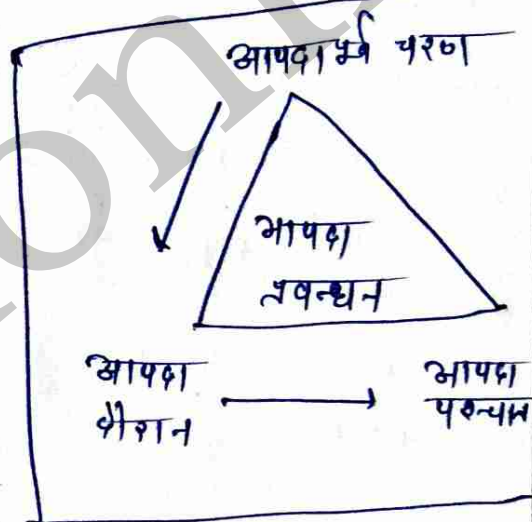 आपदा पूर्व चरण
आपदा
प्रबन्धन
आपदा
दौरान
आपदा
पश्चात